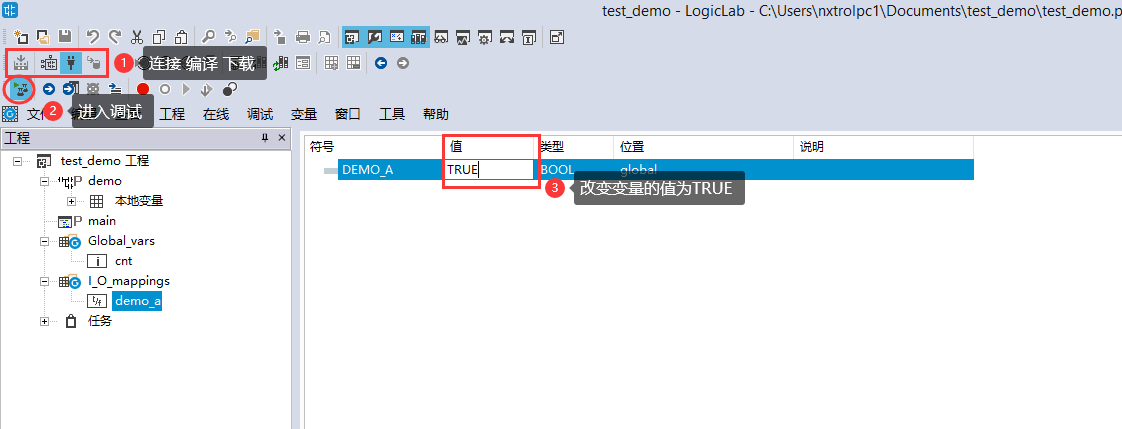 test_demo - LogicLab - C:\Users\nxtrolpc1\Documents\test_demo\test_demo.p
1 连接 编译 下载
2 进入调试
工程 在线 调试 变量 窗口 工具 帮助
工程
符号 值 类型 位置 说明
test_demo 工程
DEMO_A TRUE BOOL global
demo
3 改变变量的值为TRUE
本地变量
main
Global_vars
cnt
I_O_mappings
demo_a
任务